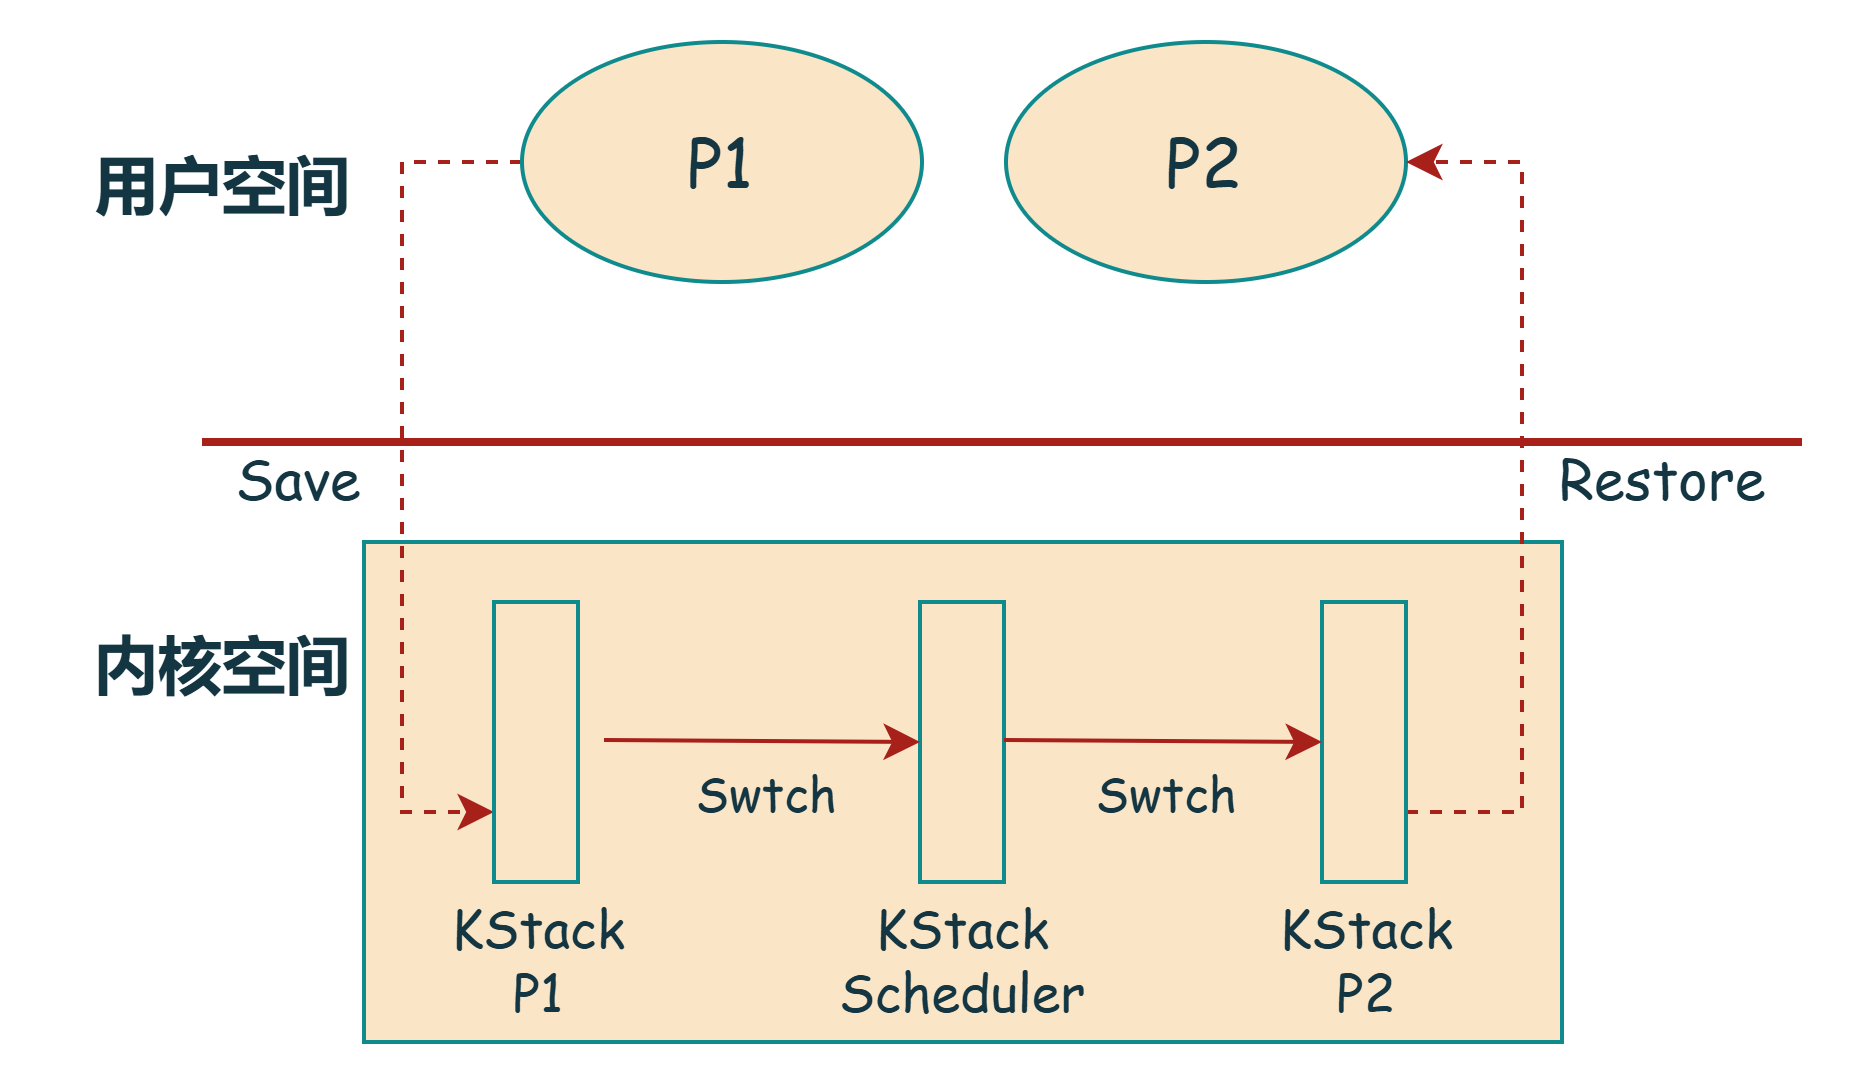 P1
P2
用户空间
Save
Restore
内核空间
Swtch
Swtch
KStack
P1
KStack
Scheduler
KStack
P2